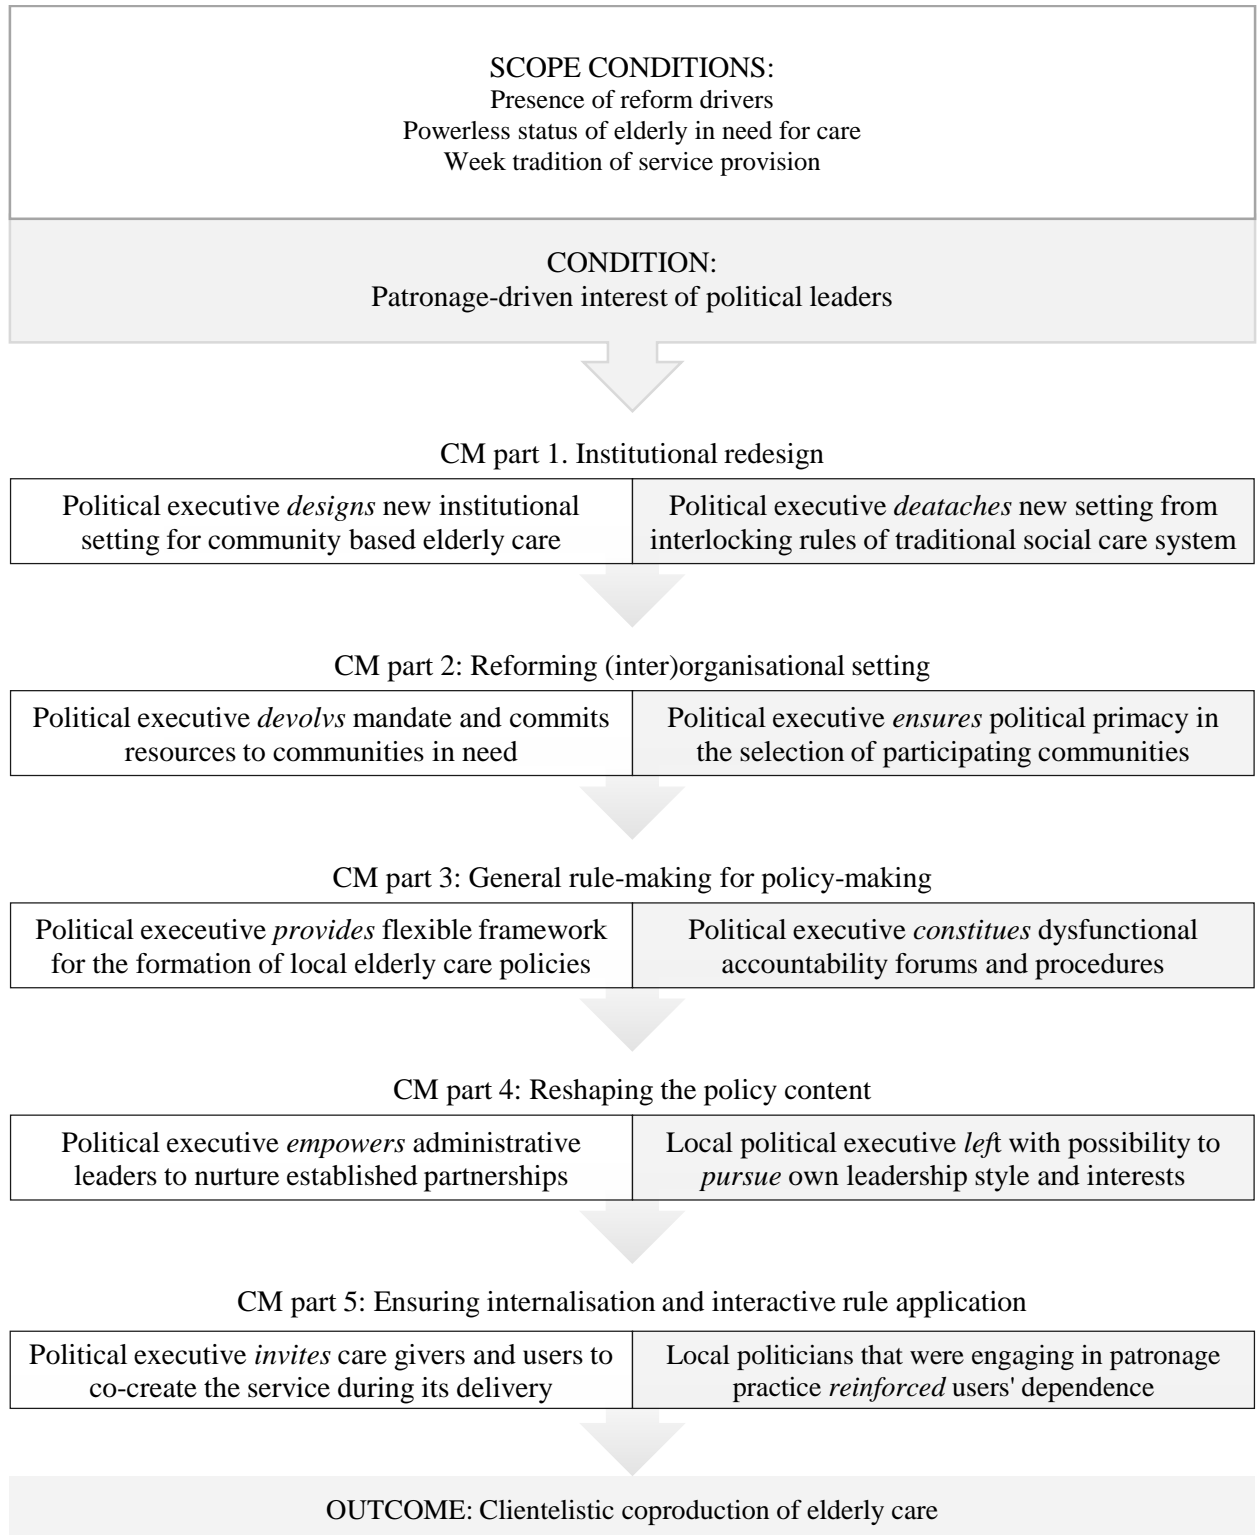 SCOPE CONDITIONS:
Presence of reform drivers
Powerless status of elderly in need for care
Week tradition of service provision
CONDITION:
Patronage-driven interest of political leaders
CM part 1. Institutional redesign
Political executive designs new institutional
setting for community based elderly care
Political executive deataches new setting from
interlocking rules of traditional social care system
CM part 2: Reforming (inter)organisational setting
Political executive devolvs mandate and commits
resources to communities in need
Political executive ensures political primacy in
the selection of participating communities
CM part 3: General rule-making for policy-making
Political exeecutive provides flexible framework
for the formation of local elderly care policies
Political executive constitues dysfunctional
accountability forums and procedures
CM part 4: Reshaping the policy content
Political executive empowers administrative
leaders to nurture established partnerships
Local political executive left with possibility to
pursue own leadership style and interests
CM part 5: Ensuring internalisation and interactive rule application
Political executive invites care givers and users to
co-create the service during its delivery
Local politicians that were engaging in patronage
practice reinforced users' dependence
OUTCOME: Clientelistic coproduction of elderly care